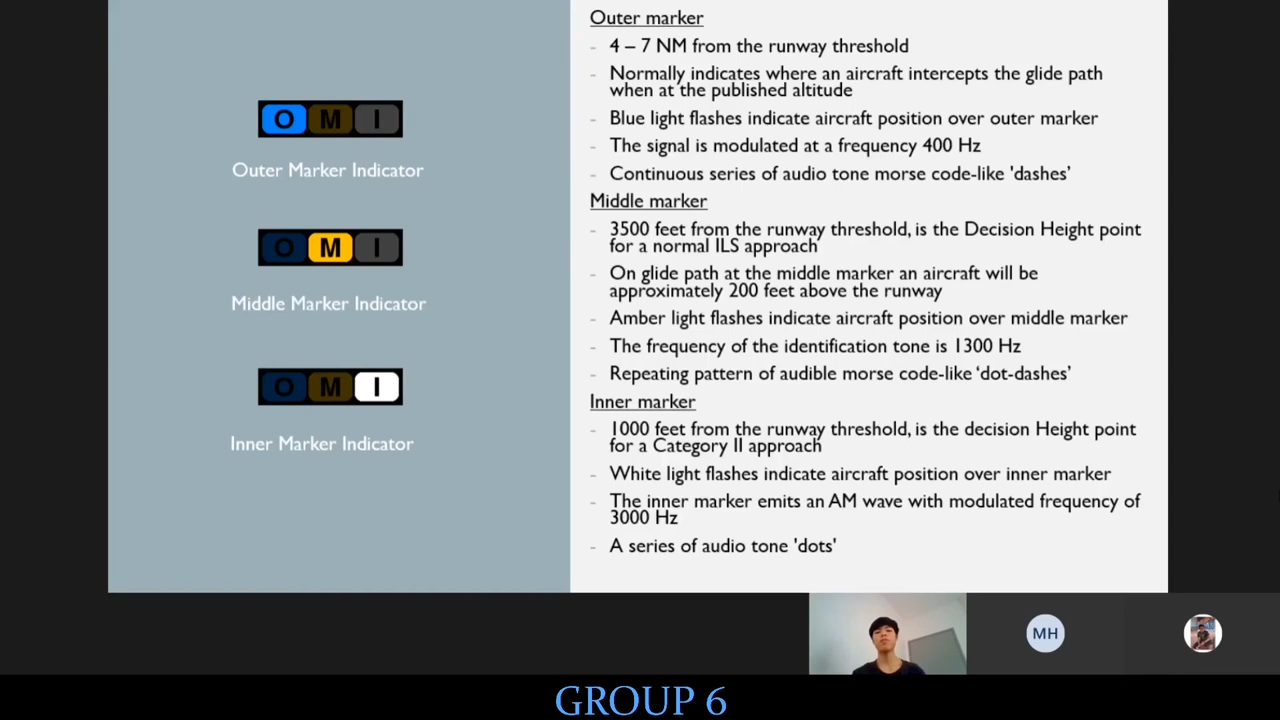 O M I
Outer Marker Indicator
O M I
Middle Marker Indicator
O M I
Inner Marker Indicator
Outer marker
- 4 – 7 NM from the runway threshold
- Normally indicates where an aircraft intercepts the glide path
when at the published altitude
- Blue light flashes indicate aircraft position over outer marker
- The signal is modulated at a frequency 400 Hz
- Continuous series of audio tone morse code-like 'dashes’
Middle marker
- 3500 feet from the runway threshold, is the Decision Height point
for a normal ILS approach
- On glide path at the middle marker an aircraft will be
approximately 200 feet above the runway
- Amber light flashes indicate aircraft position over middle marker
- The frequency of the identification tone is 1300 Hz
- Repeating pattern of audible morse code-like ‘dot-dashes’
Inner marker
- 1000 feet from the runway threshold, is the decision Height point
for a Category II approach
- White light flashes indicate aircraft position over inner marker
- The inner marker emits an AM wave with modulated frequency of
3000 Hz
- A series of audio tone 'dots'
MH
GROUP 6